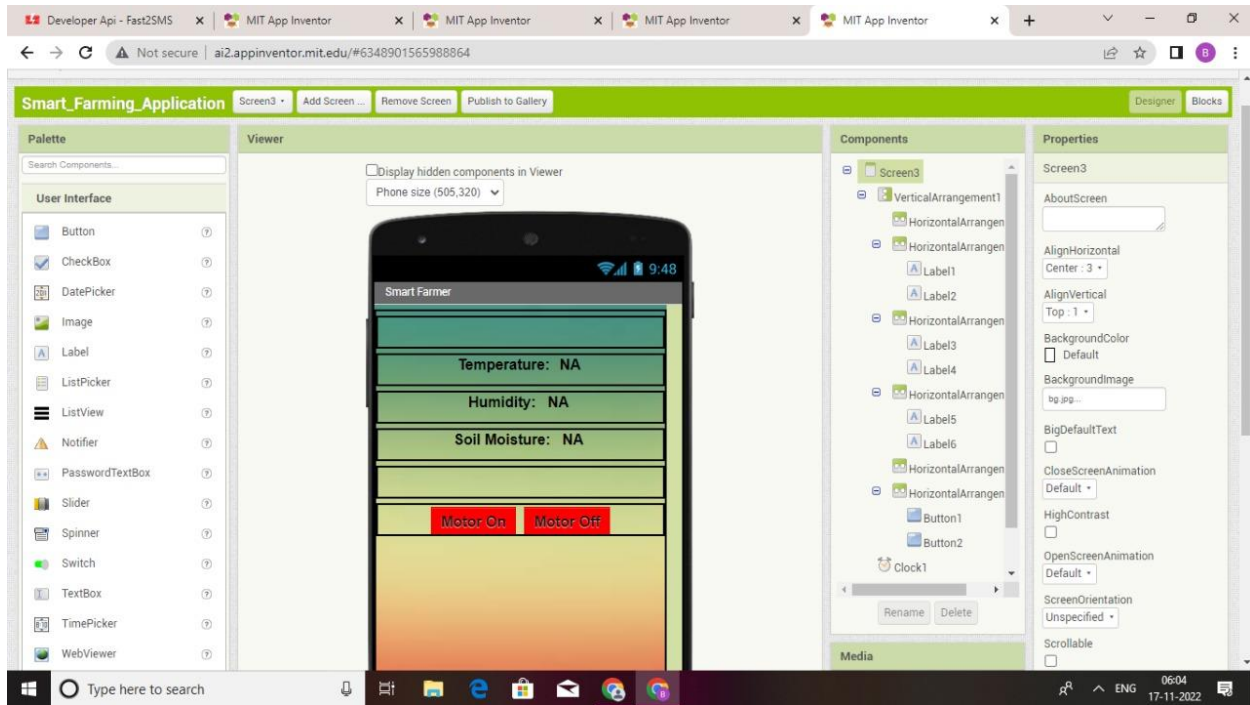 Developer Api - Fast2SMS
MIT App Inventor
MIT App Inventor
MIT App Inventor
MIT App Inventor
Not secure
ai2.appinventor.mit.edu/#6348901565988864
B
Smart_Farming_Application
Screen3
Add Screen ...
Remove Screen
Publish to Gallery
Designer
Blocks
Palette
Search Components...
User Interface
Button
CheckBox
DatePicker
Image
Label
ListPicker
ListView
Notifier
PasswordTextBox
Slider
Spinner
Switch
TextBox
TimePicker
WebViewer
Viewer
Display hidden components in Viewer
Phone size (505,320)
9:48
Smart Farmer
Temperature: NA
Humidity: NA
Soil Moisture: NA
Motor On
Motor Off
Components
Screen3
VerticalArrangement1
HorizontalArrangen
HorizontalArrangen
Label1
Label2
HorizontalArrangen
Label3
Label4
HorizontalArrangen
Label5
Label6
HorizontalArrangen
HorizontalArrangen
Button1
Button2
Clock1
Rename
Delete
Media
Properties
Screen3
AboutScreen
AlignHorizontal
Center : 3
AlignVertical
Top : 1
BackgroundColor
Default
BackgroundImage
bg.jpg...
BigDefaultText
CloseScreenAnimation
Default
HighContrast
OpenScreenAnimation
Default
ScreenOrientation
Unspecified
Scrollable
Type here to search
ENG
06:04
17-11-2022